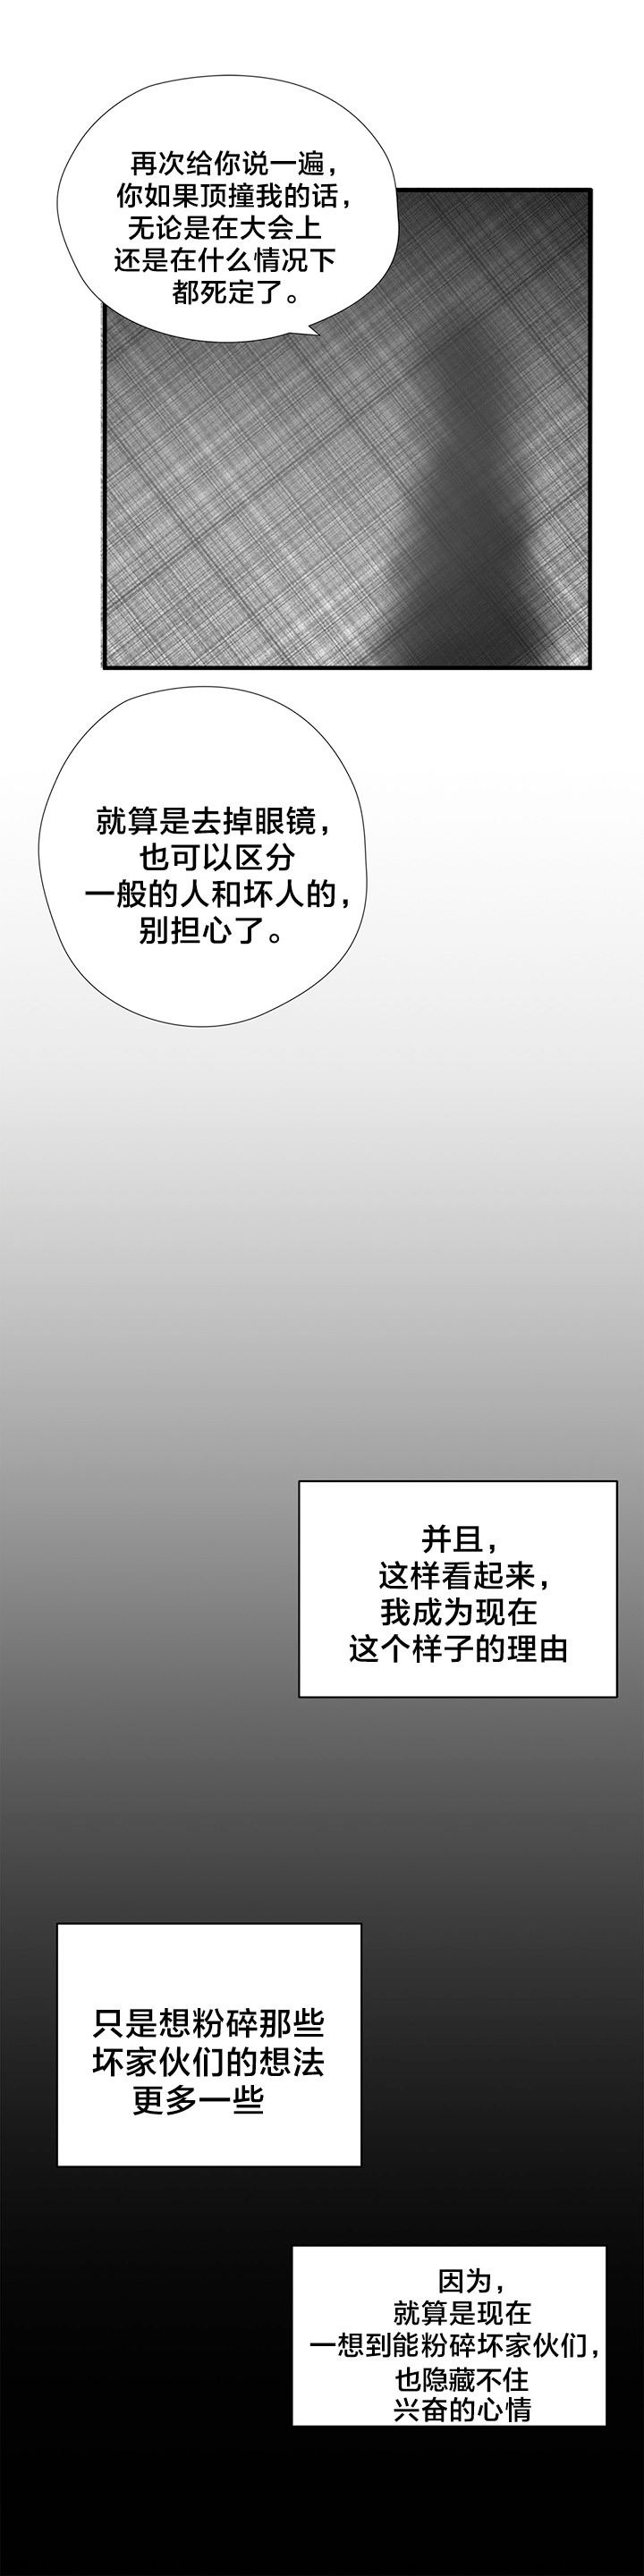 再次给你说一遍，
你如果顶撞我的话，
无论是在大会上
还是在什么情况下
都死定了。
就算是去掉眼镜，
也可以区分
一般的人和坏人的，
别担心了。
并且，
这样看起来，
我成为现在
这个样子的理由
只是想粉碎那些
坏家伙们的想法
更多一些
因为，
就算是现在
一想到能粉碎坏家伙们，
也隐藏不住
兴奋的心情